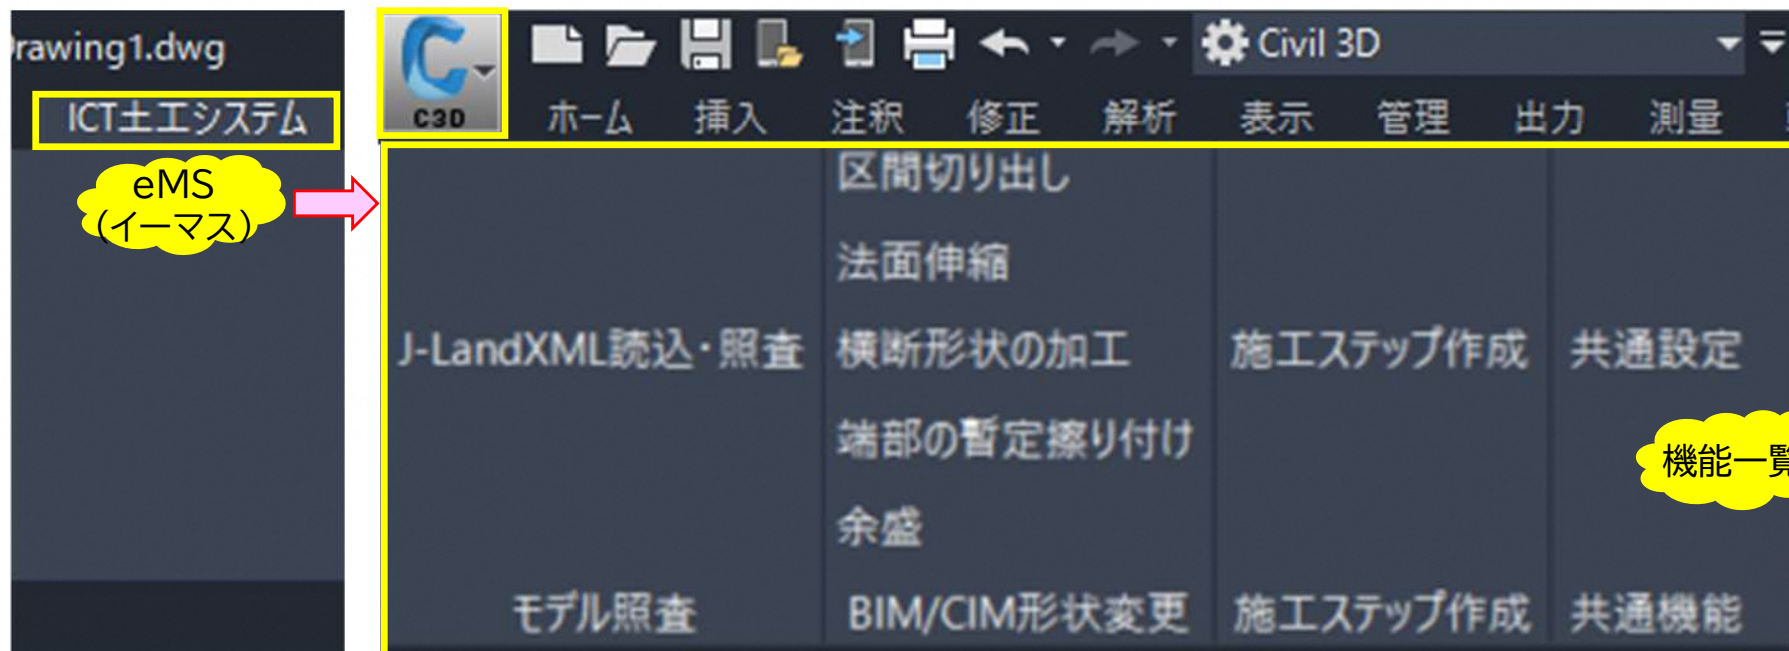 rawing1.dwg
ICT土工システム
eMS
(イーマス)
C3D
Civil 3D
ホーム 挿入 注釈 修正 解析 表示 管理 出力 測量
区間切り出し
法面伸縮
J-LandXML読込・照査 横断形状の加工 施工ステップ作成 共通設定
端部の暫定擦り付け
機能一覧
余盛
モデル照査 BIM/CIM形状変更 施工ステップ作成 共通機能